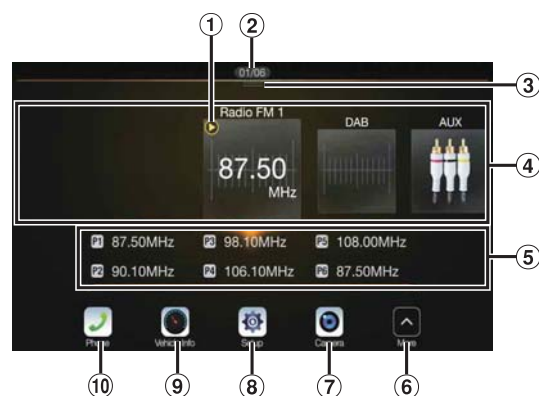 ① ②
01/06
③
Radio FM 1 DAB AUX
87.50
MHz
④
P1 87.50MHz P3 98.10MHz P5 108.00MHz
P2 90.10MHz P4 106.10MHz P6 87.50MHz
⑤
Phone Vehicle Info Setup Camera More
⑩ ⑨ ⑧ ⑦ ⑥